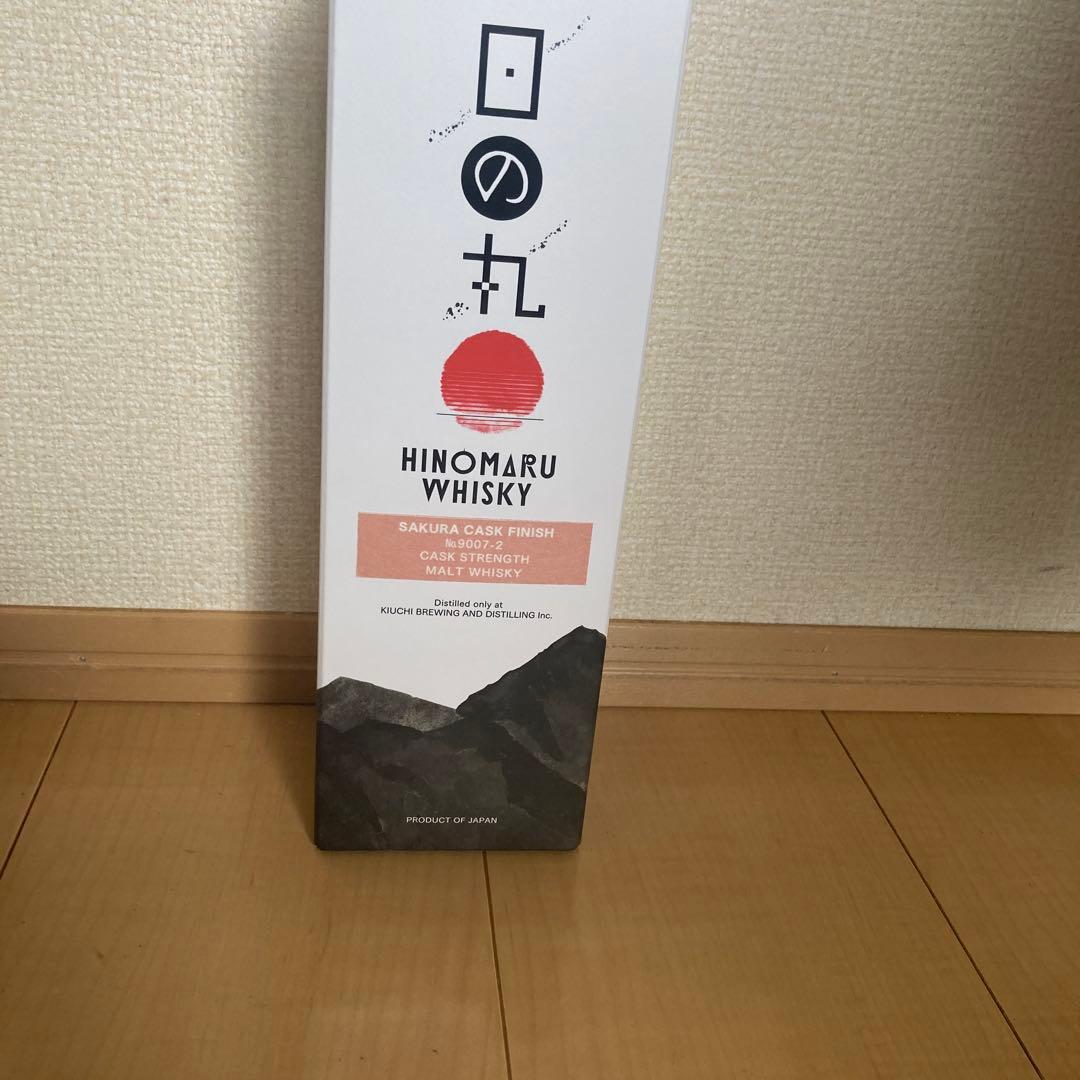 日の丸
HINOMARU
WHISKY
SAKURA CASK FINISH
№9007-2
CASK STRENGTH
MALT WHISKY
Distilled only at
KIUCHI BREWING AND DISTILLING Inc.
PRODUCT OF JAPAN